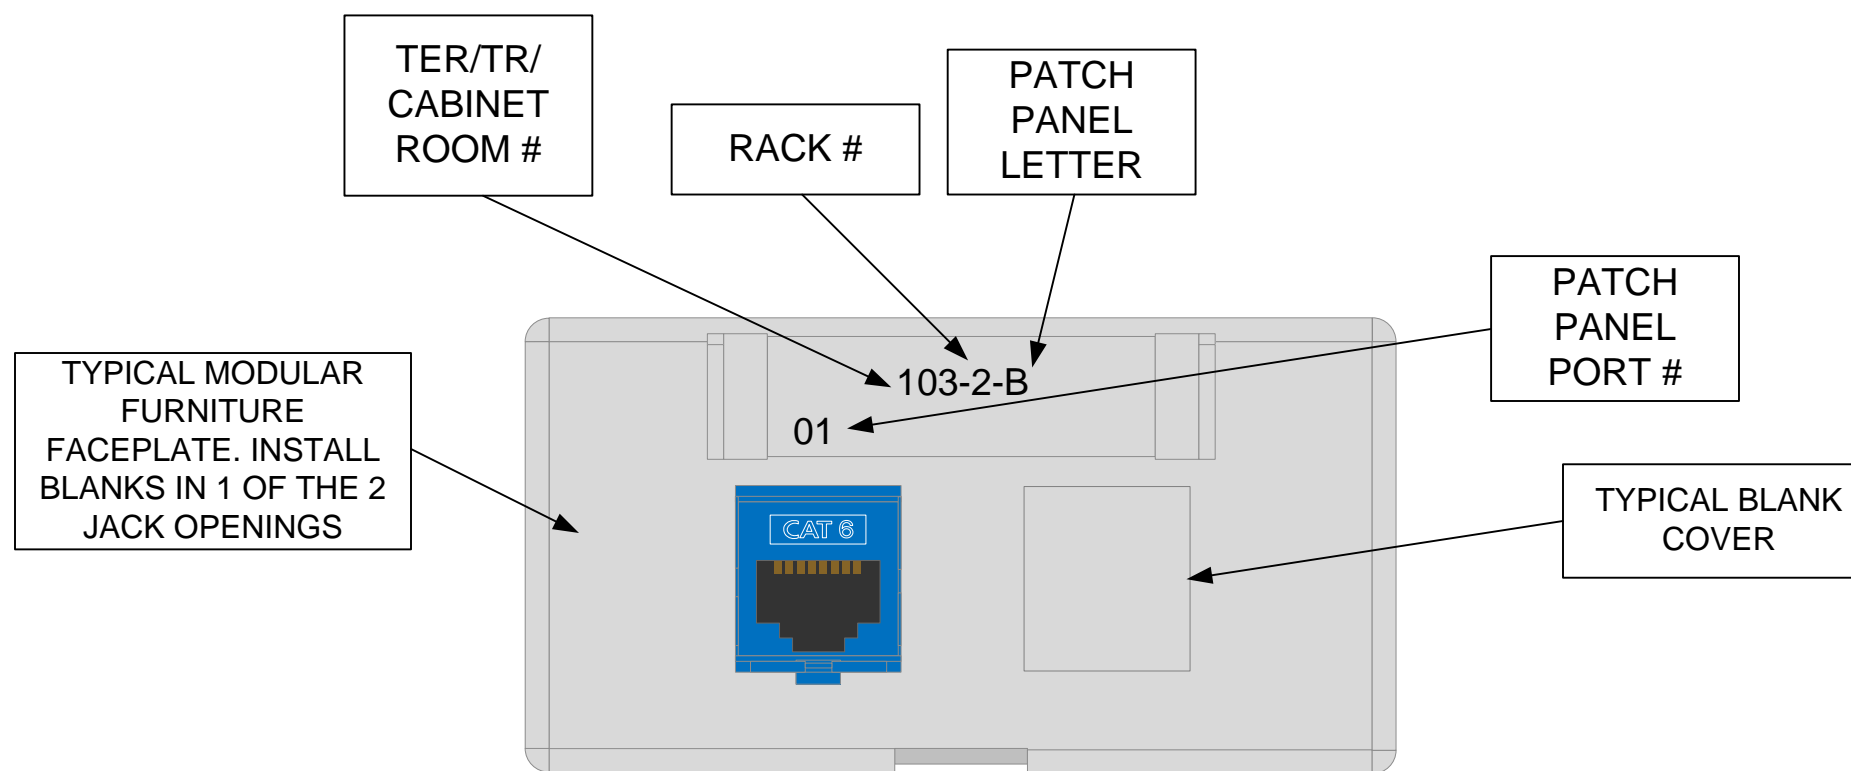 TER/TR/
CABINET
ROOM #
RACK #
PATCH
PANEL
LETTER
PATCH
PANEL
PORT #
TYPICAL MODULAR
FURNITURE
FACEPLATE. INSTALL
BLANKS IN 1 OF THE 2
JACK OPENINGS
103-2-B
01
CAT 6
TYPICAL BLANK
COVER